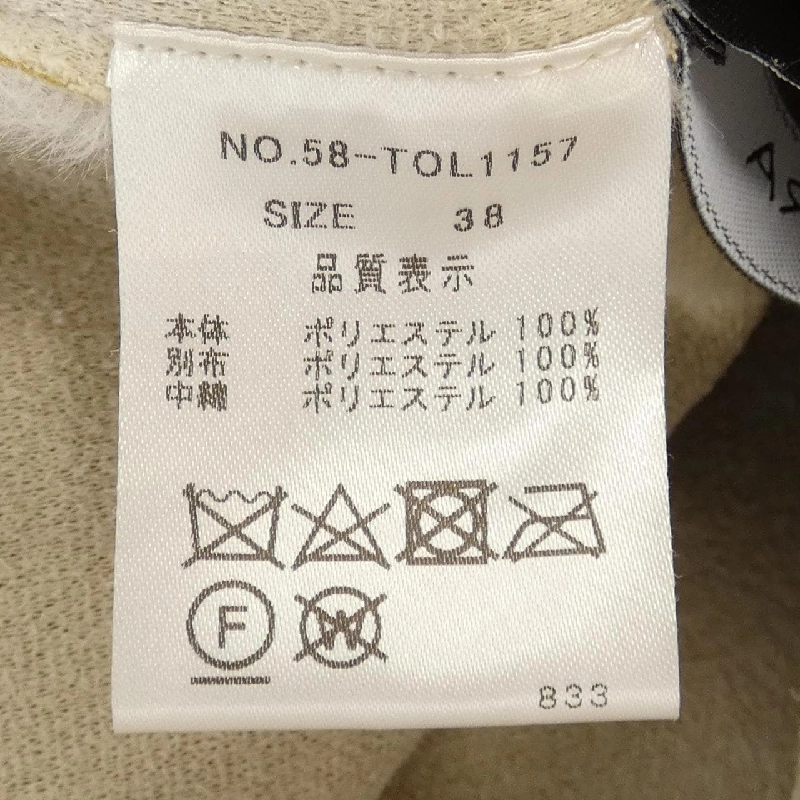 NO.58-TOL1157
SIZE 38
品質表示
本体 ポリエステル 100%
別布 ポリエステル 100%
中綿 ポリエステル 100%
F
W
833